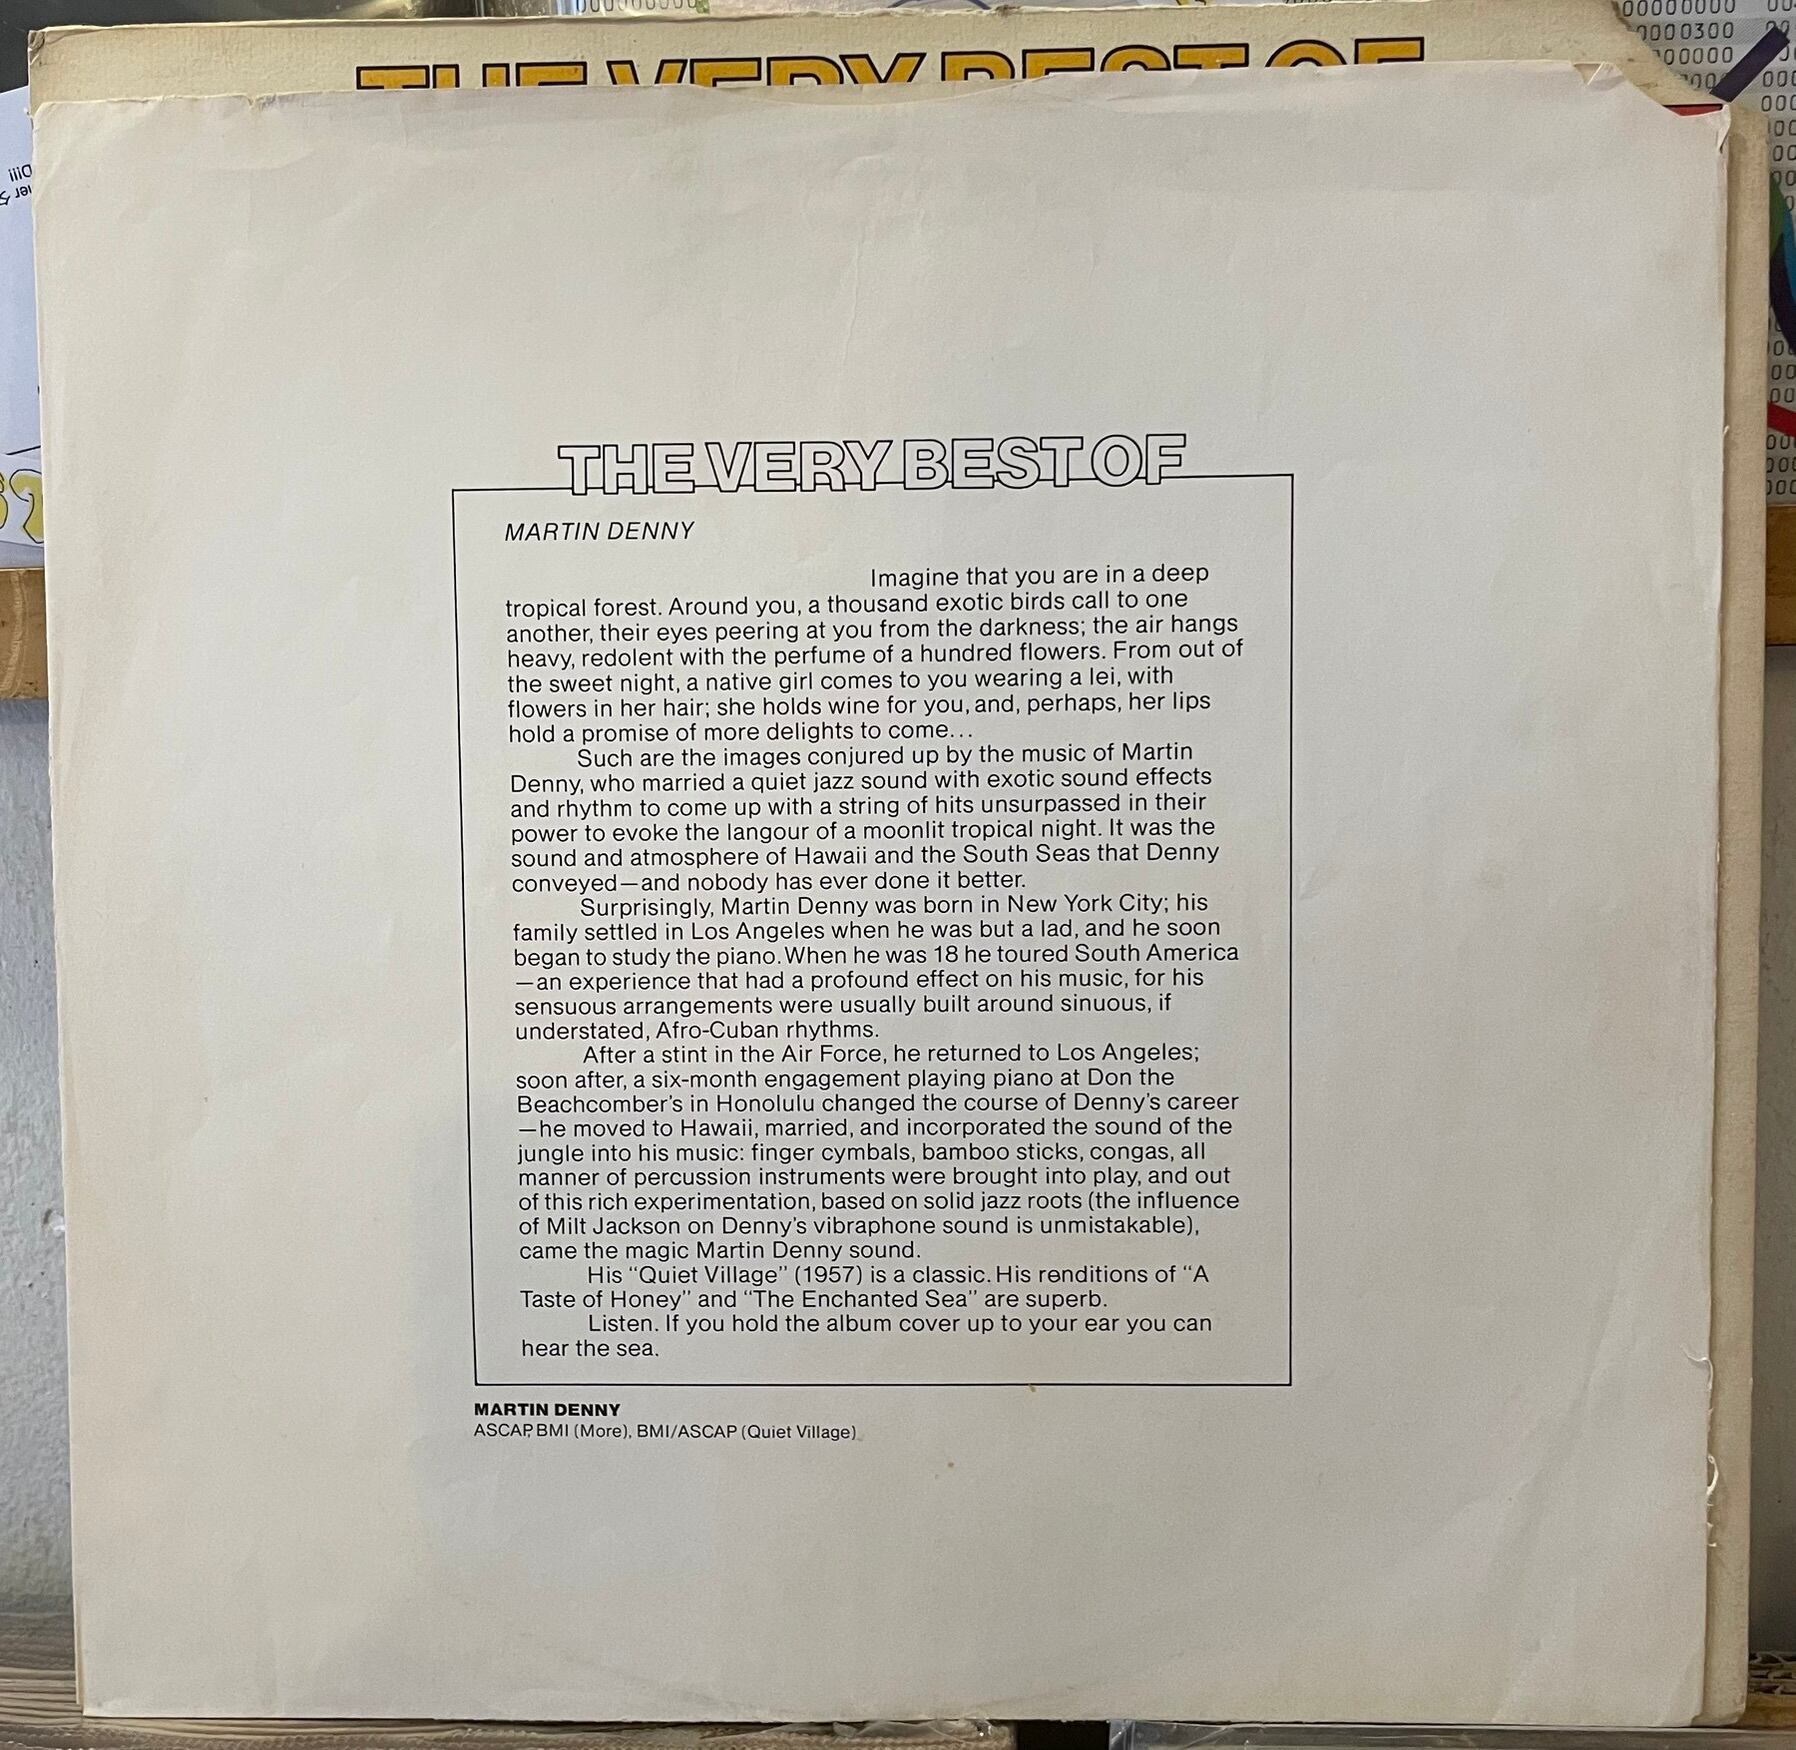 THE VERY BEST OF
THE VERY BEST OF
MARTIN DENNY
Imagine that you are in a deep
tropical forest. Around you, a thousand exotic birds call to one
another, their eyes peering at you from the darkness; the air hangs
heavy, redolent with the perfume of a hundred flowers. From out of
the sweet night, a native girl comes to you wearing a lei, with
flowers in her hair; she holds wine for you, and, perhaps, her lips
hold a promise of more delights to come...
Such are the images conjured up by the music of Martin
Denny, who married a quiet jazz sound with exotic sound effects
and rhythm to come up with a string of hits unsurpassed in their
power to evoke the langour of a moonlit tropical night. It was the
sound and atmosphere of Hawaii and the South Seas that Denny
conveyed—and nobody has ever done it better.
Surprisingly, Martin Denny was born in New York City; his
family settled in Los Angeles when he was but a lad, and he soon
began to study the piano. When he was 18 he toured South America
—an experience that had a profound effect on his music, for his
sensuous arrangements were usually built around sinuous, if
understated, Afro-Cuban rhythms.
After a stint in the Air Force, he returned to Los Angeles;
soon after, a six-month engagement playing piano at Don the
Beachcomber's in Honolulu changed the course of Denny's career
—he moved to Hawaii, married, and incorporated the sound of the
jungle into his music: finger cymbals, bamboo sticks, congas, all
manner of percussion instruments were brought into play, and out
of this rich experimentation, based on solid jazz roots (the influence
of Milt Jackson on Denny's vibraphone sound is unmistakable),
came the magic Martin Denny sound.
His "Quiet Village" (1957) is a classic. His renditions of "A
Taste of Honey" and "The Enchanted Sea" are superb.
Listen. If you hold the album cover up to your ear you can
hear the sea.
MARTIN DENNY
ASCAP, BMI (More), BMI/ASCAP (Quiet Village)